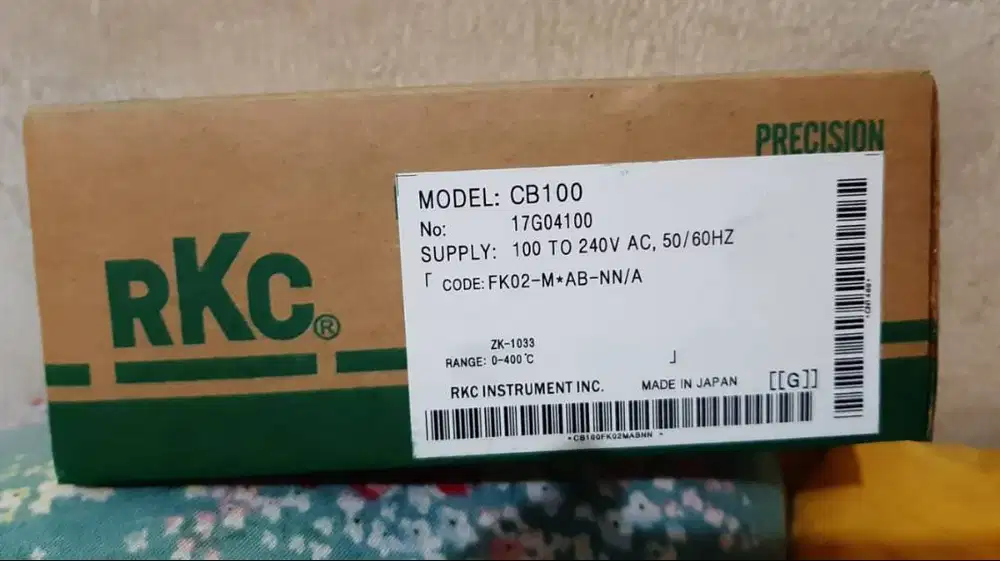 PRECISION
RKC®
MODEL: CB100
No: 17G04100
SUPPLY: 100 TO 240V AC, 50/60HZ
「 CODE: FK02-M*AB-NN/A
ZK-1033
RANGE: 0-400℃ 」
RKC INSTRUMENT INC. MADE IN JAPAN [[G]]
*CB100FK02MABNN *